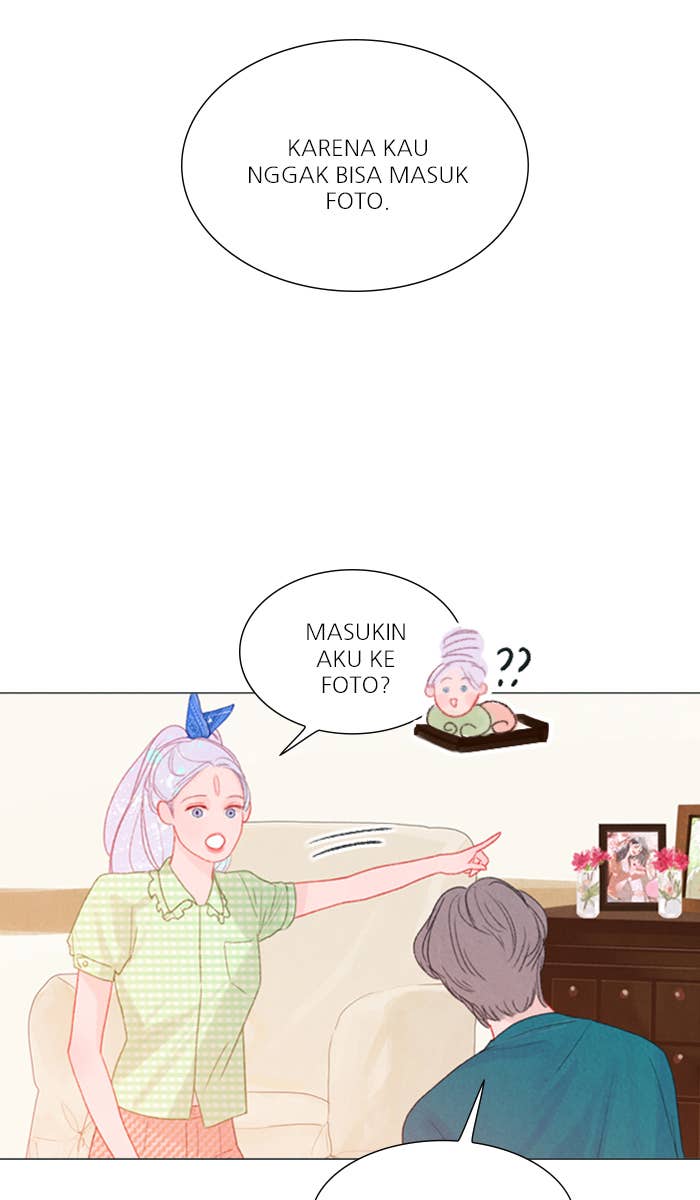 KARENA KAU
NGGAK BISA MASUK
FOTO.
MASUKIN
AKU KE
FOTO?
??